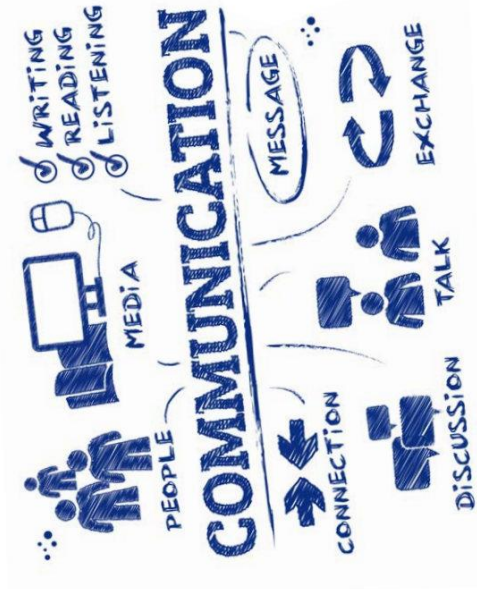 WRiTiNG
READiNG
LiSTENiNG
MEDiA
PEOPLE
COMMUNICATION
MESSAGE
CONNECTiON
TALK
EXCHANGE
DiSCUSSiON